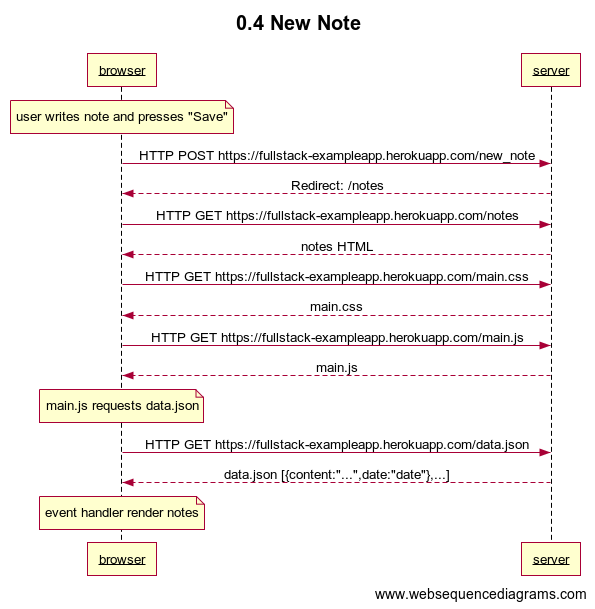 0.4 New Note
browser server
user writes note and presses "Save"
HTTP POST https://fullstack-exampleapp.herokuapp.com/new_note
Redirect: /notes
HTTP GET https://fullstack-exampleapp.herokuapp.com/notes
notes HTML
HTTP GET https://fullstack-exampleapp.herokuapp.com/main.css
main.css
HTTP GET https://fullstack-exampleapp.herokuapp.com/main.js
main.js
main.js requests data.json
HTTP GET https://fullstack-exampleapp.herokuapp.com/data.json
data.json [{content:"...",date:"date"},...]
event handler render notes
browser server
www.websequencediagrams.com